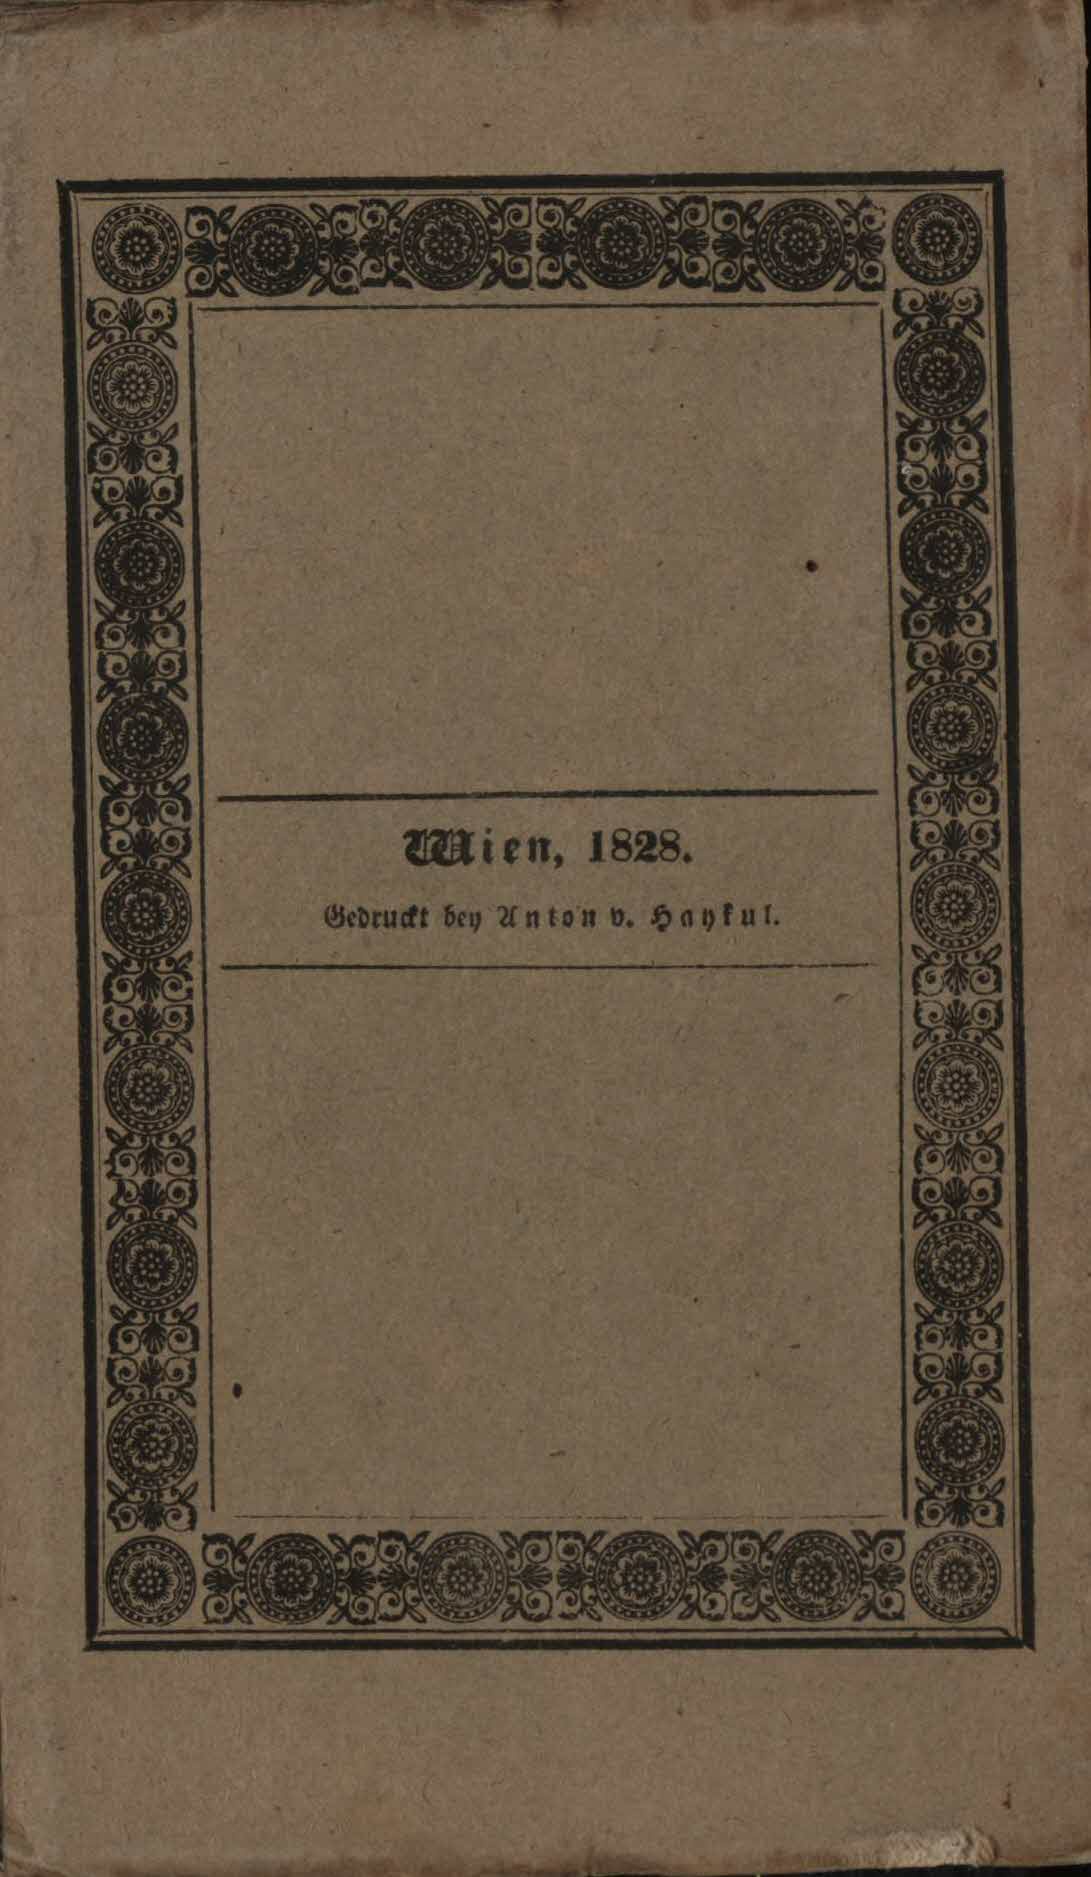 Wien, 1828.
Gedruckt bey Anton v. Haykul.